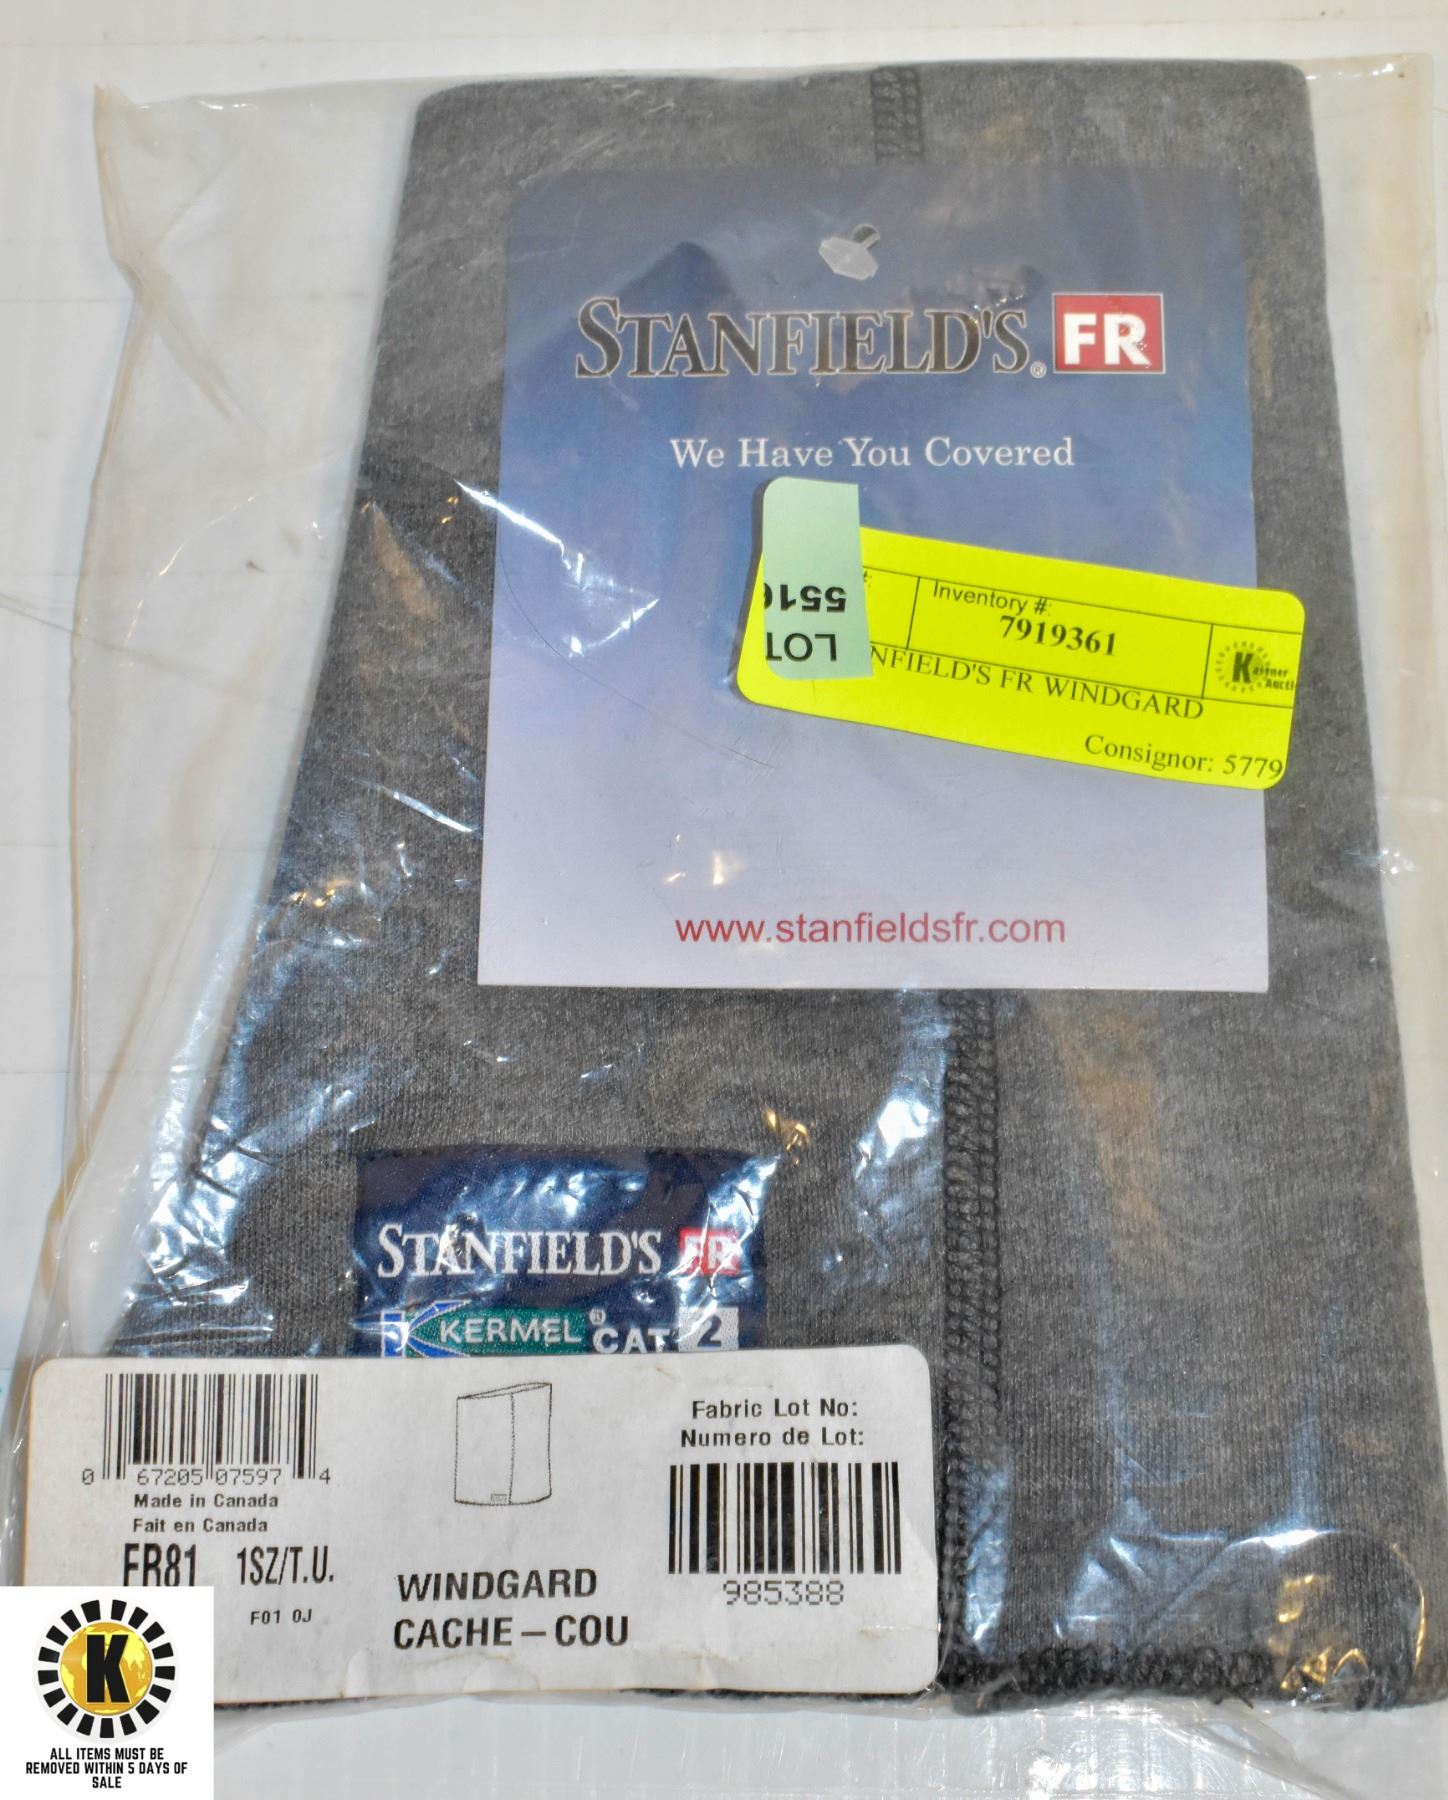 STANFIELD'S® FR
We Have You Covered
LOT
Inventory #:
7919361
NFIELD'S FR WINDGARD
Consignor: 5779
www.stanfieldsfr.com
STANFIELD'S FR
KERMEL® CAT 2
0 67205 07597 4
Made in Canada
Fait en Canada
FR81 1SZ/T.U.
F01 0J
WINDGARD
CACHE-COU
Fabric Lot No:
Numero de Lot:
985388
K
ALL ITEMS MUST BE
REMOVED WITHIN 5 DAYS OF
SALE